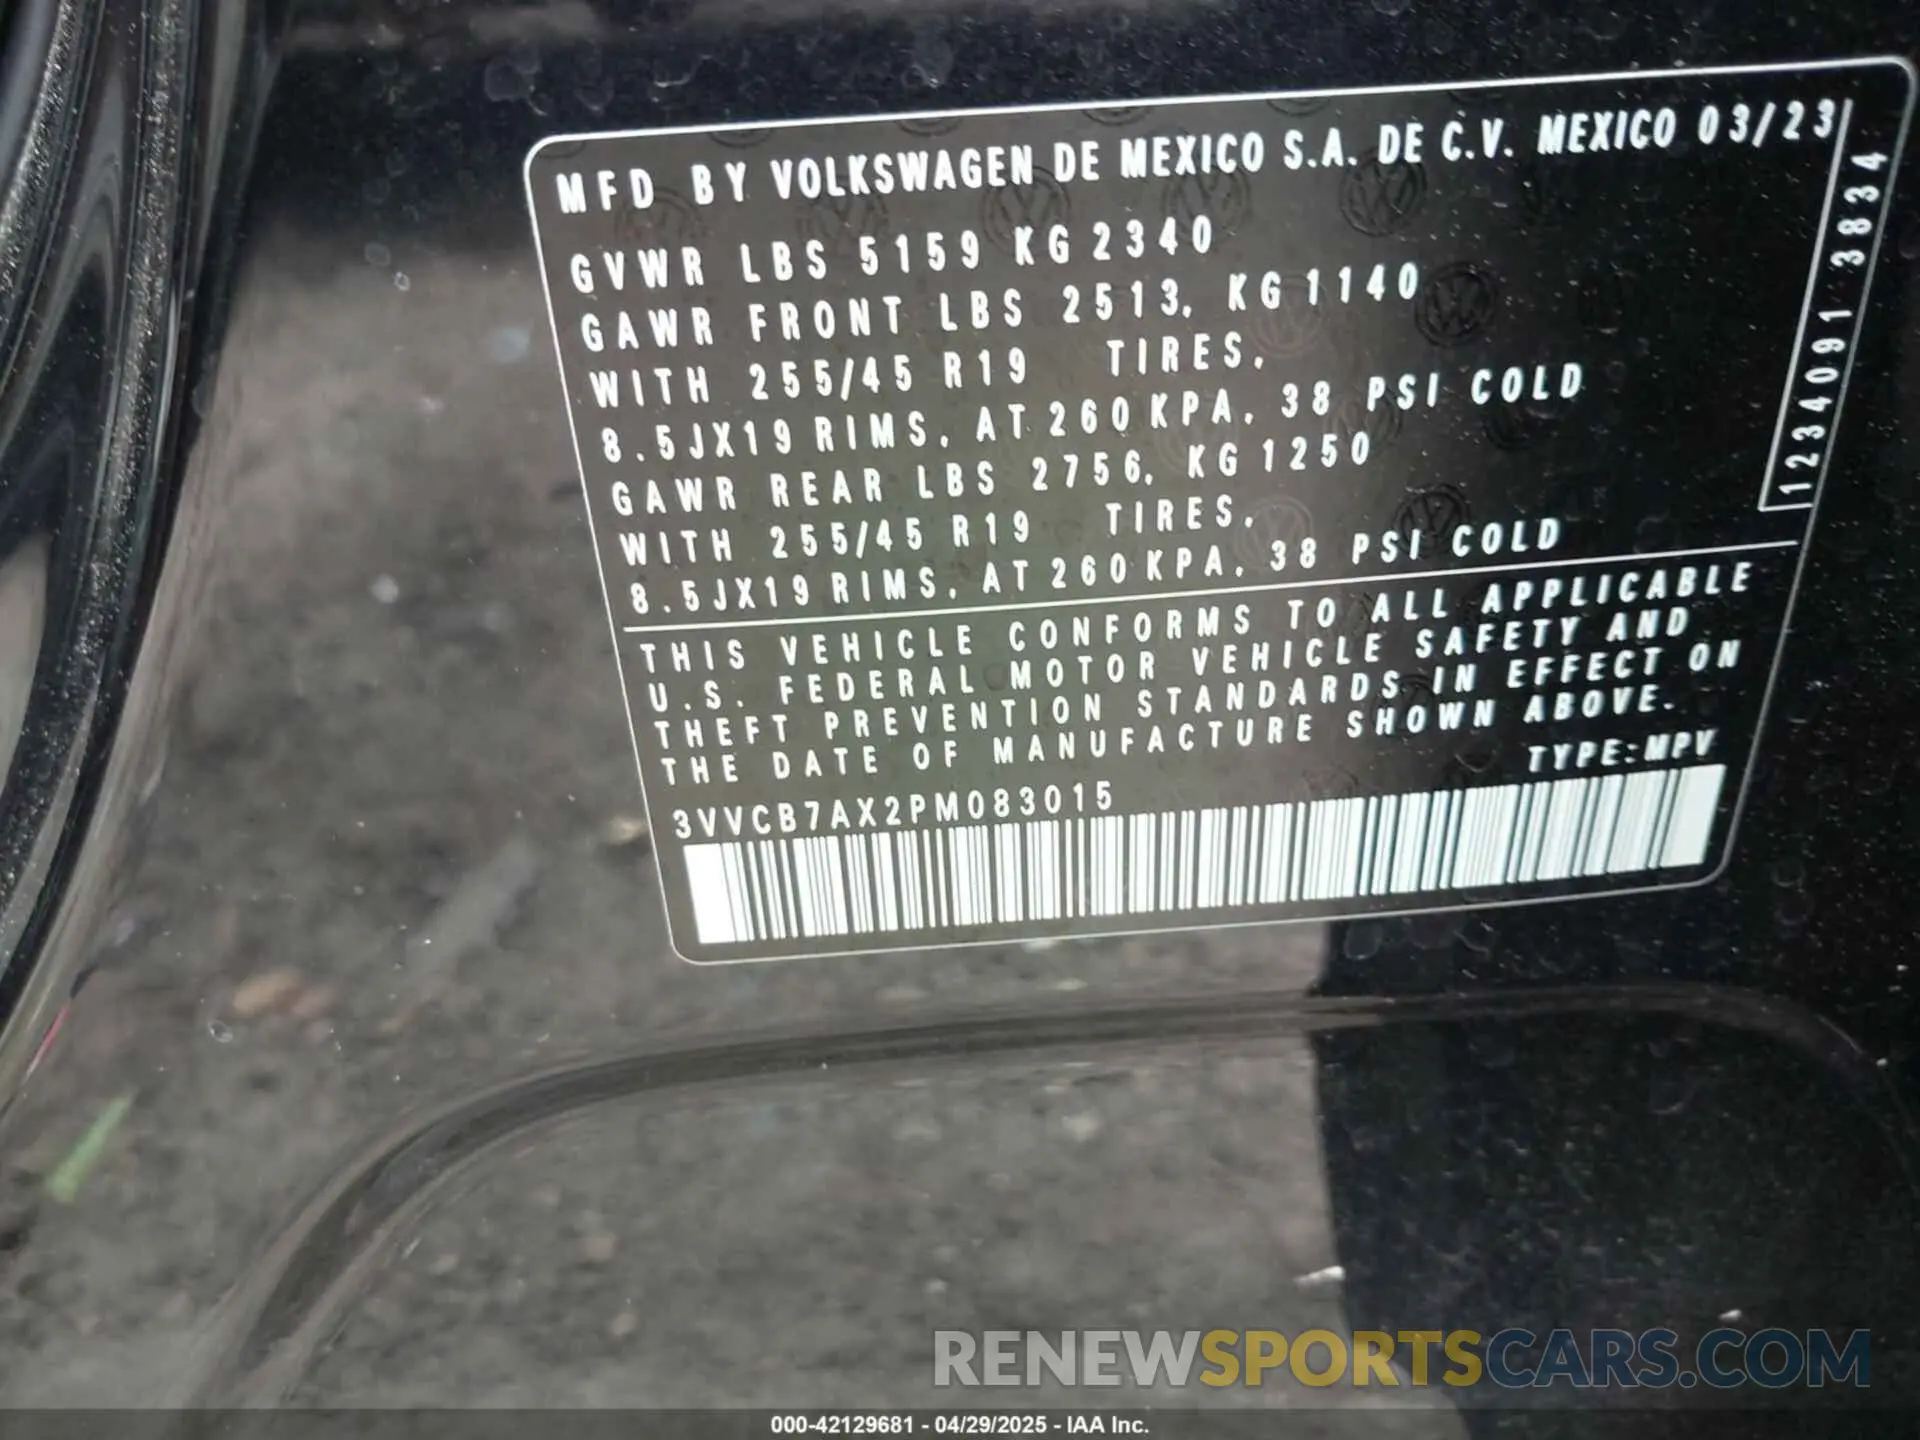 MFD BY VOLKSWAGEN DE MEXICO S.A. DE C.V. MEXICO 03/23
GVWR LBS 5159 KG 2340
GAWR FRONT LBS 2513, KG 1140
WITH 255/45 R19 TIRES,
8.5JX19 RIMS, AT 260 KPA, 38 PSI COLD
GAWR REAR LBS 2756, KG 1250
WITH 255/45 R19 TIRES,
8.5JX19 RIMS, AT 260 KPA, 38 PSI COLD
1234091 3834
THIS VEHICLE CONFORMS TO ALL APPLICABLE
U.S. FEDERAL MOTOR VEHICLE SAFETY AND
THEFT PREVENTION STANDARDS IN EFFECT ON
THE DATE OF MANUFACTURE SHOWN ABOVE.
TYPE: MPV
3VVCB7AX2PM083015
RENEWSPORTSCARS.COM
000-42129681 - 04/29/2025 - IAA Inc.